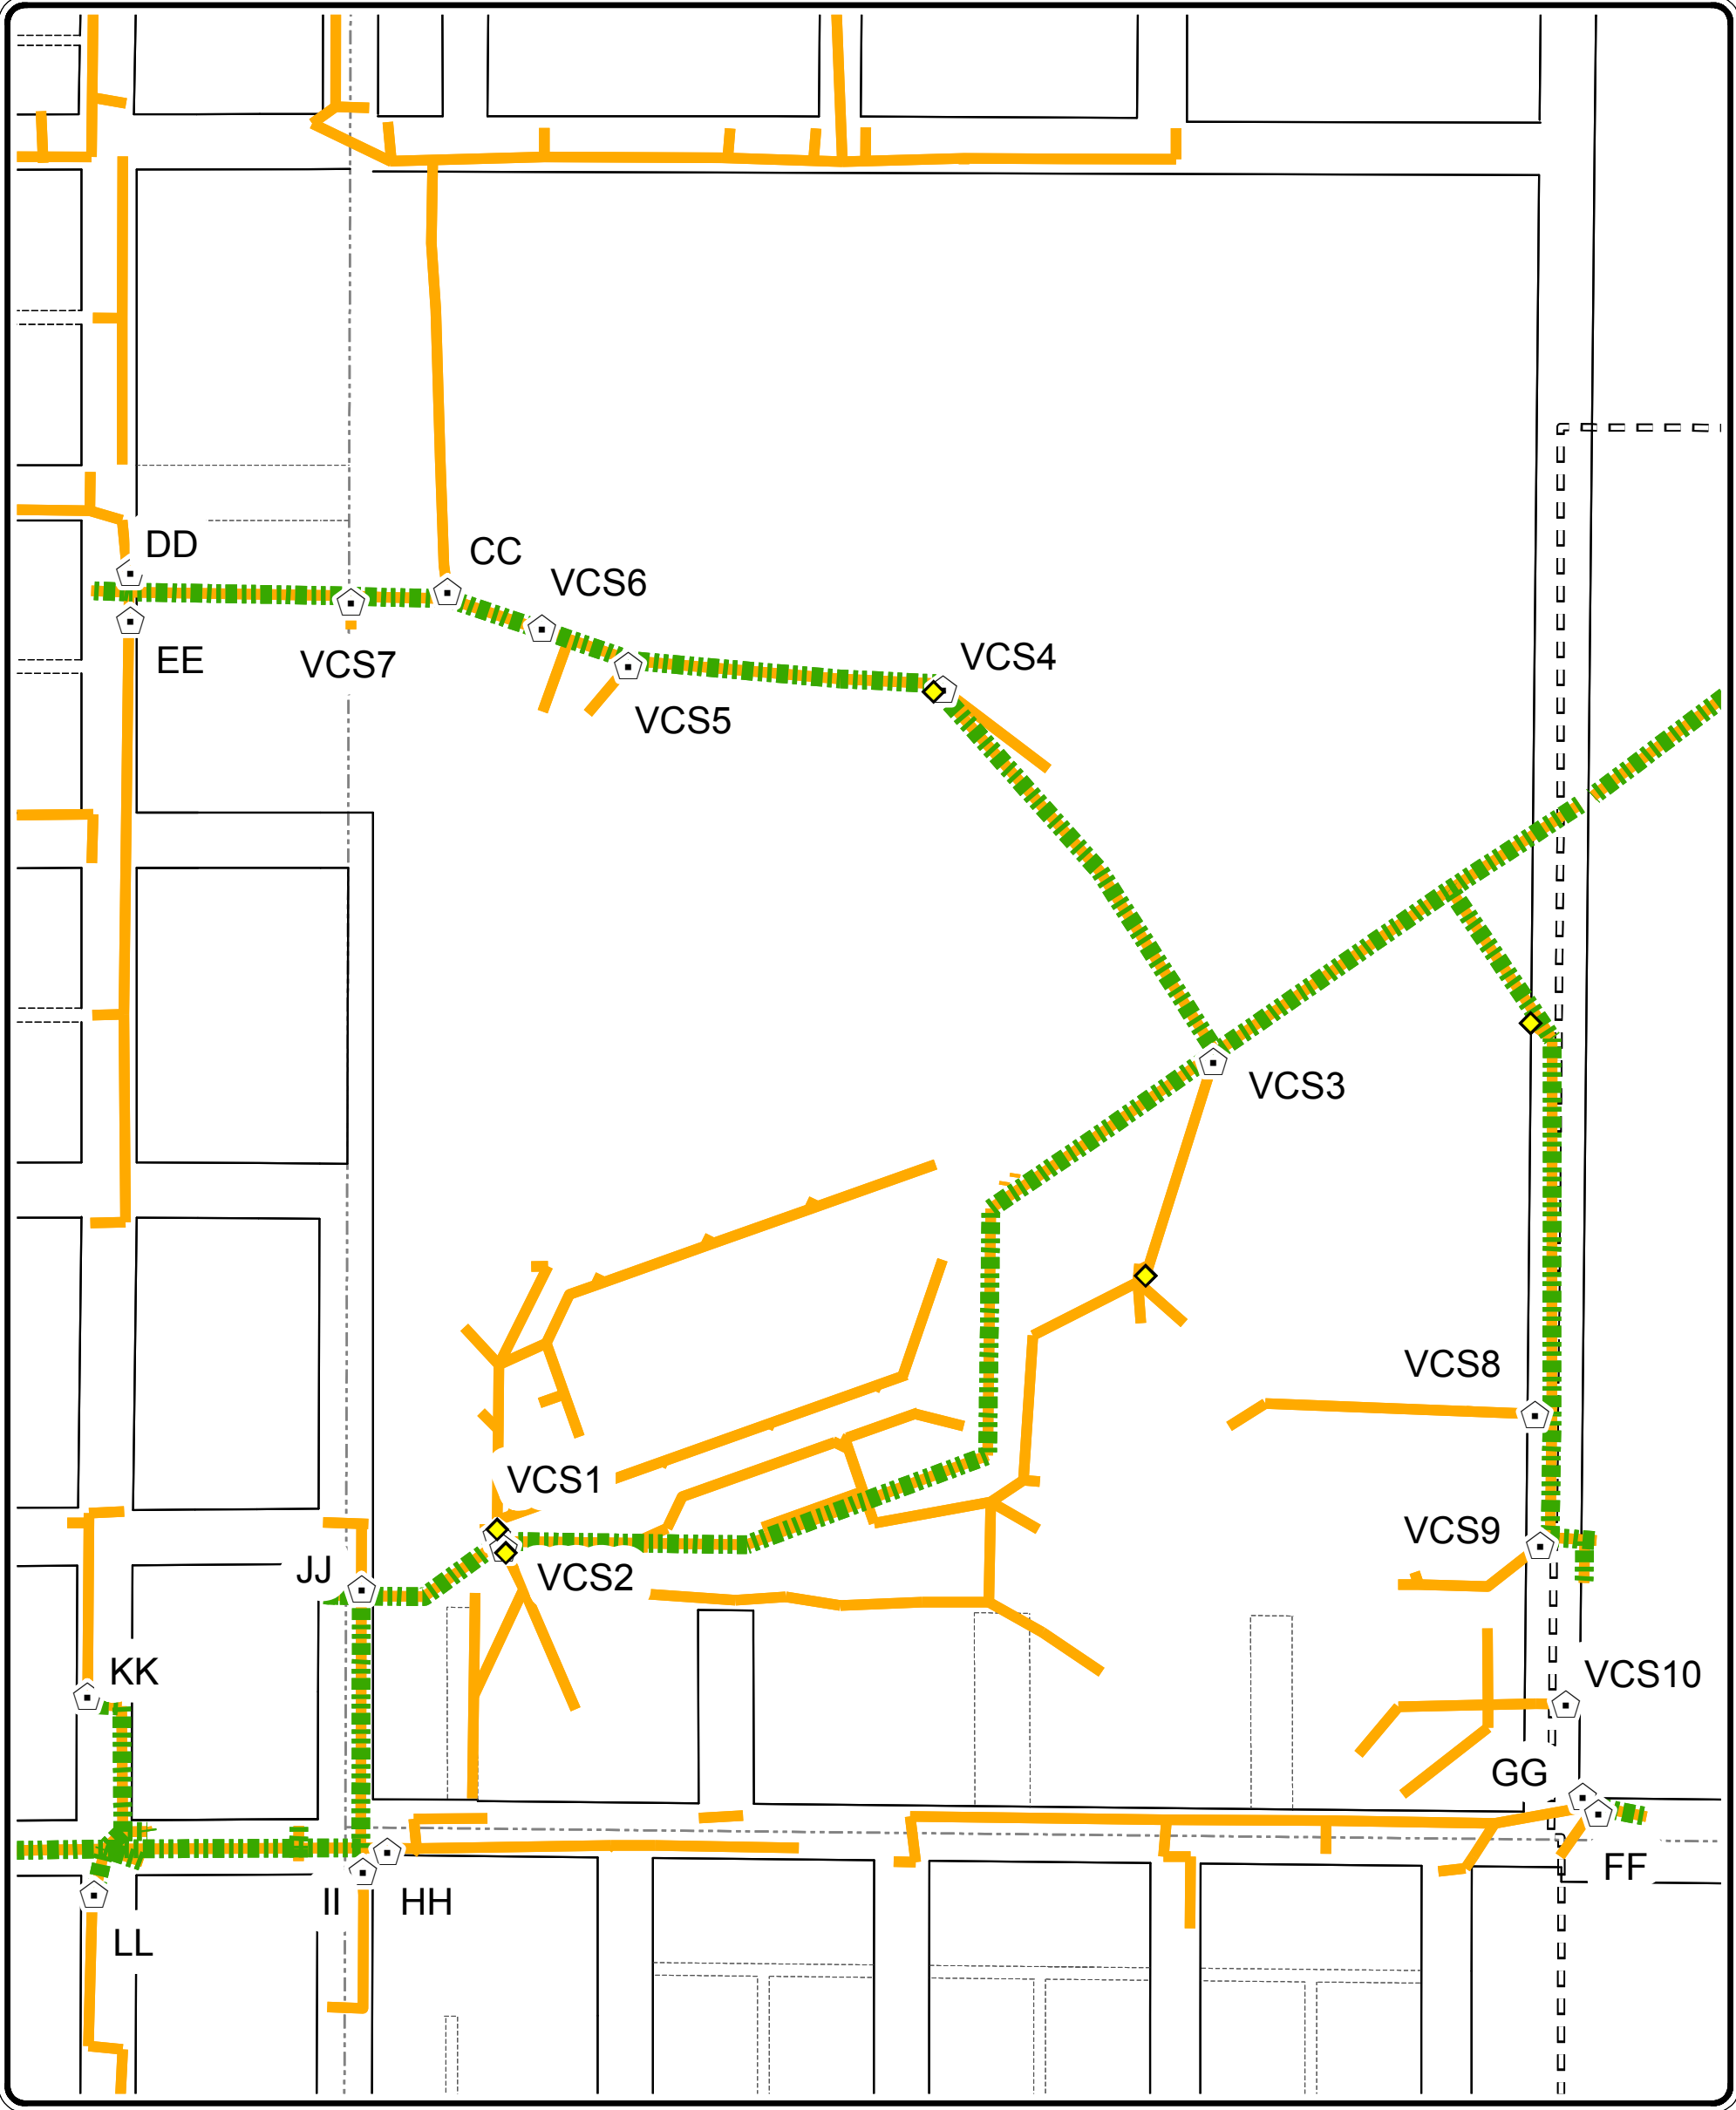 DD
CC
VCS6
EE
VCS7
VCS4
VCS5
VCS3
VCS8
VCS1
VCS9
JJ
VCS2
KK
VCS10
GG
FF
II
HH
LL